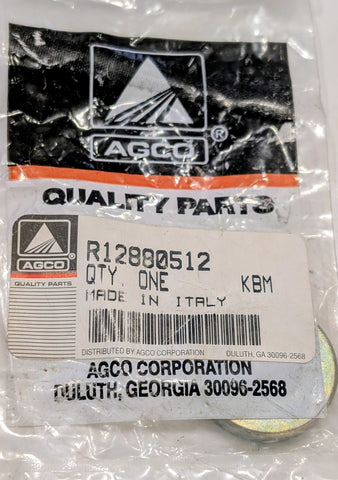 AGCO®
QUALITY PARTS
AGCO
QUALITY PARTS
R12880512
QTY. ONE KBM
MADE IN ITALY
DISTRIBUTED BY AGCO CORPORATION DULUTH, GA 30096-2568
AGCO CORPORATION
DULUTH, GEORGIA 30096-2568